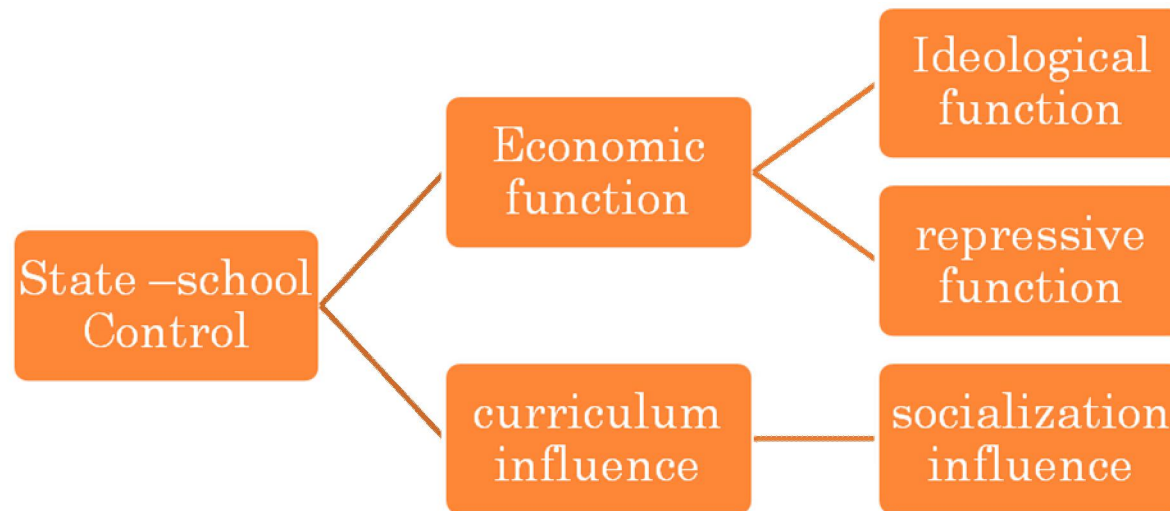 State –school
Control
Economic
function
curriculum
influence
Ideological
function
repressive
function
socialization
influence